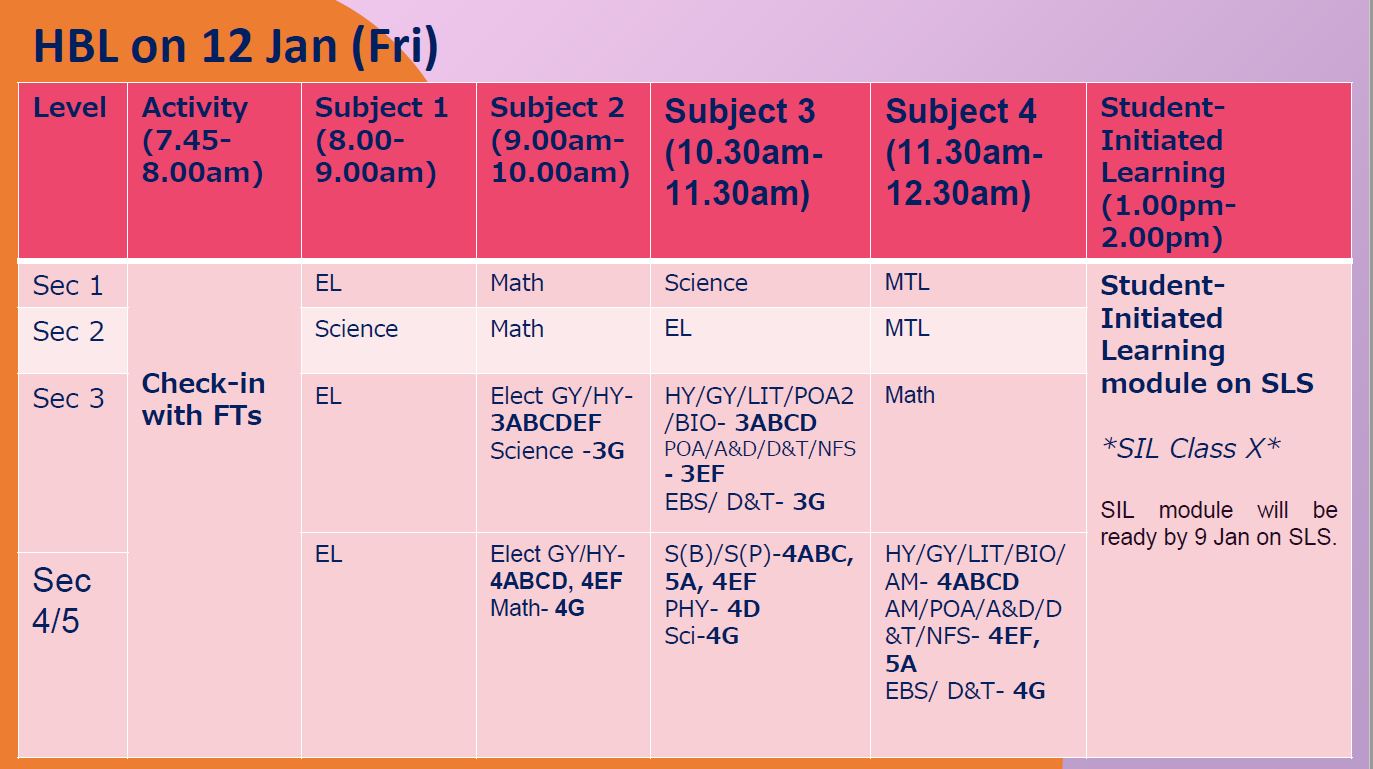 HBL on 12 Jan (Fri)
Level
Activity
(7.45-
8.00am)
Subject 1
(8.00-
9.00am)
Subject 2
(9.00am-
10.00am)
Subject 3
(10.30am-
11.30am)
Subject 4
(11.30am-
12.30am)
Student-
Initiated
Learning
(1.00pm-
2.00pm)
Sec 1
Check-in
with FTs
EL
Math
Science
MTL
Student-
Initiated
Learning
module on SLS
*SIL Class X*
SIL module will be
ready by 9 Jan on SLS.
Sec 2
Science
Math
EL
MTL
Sec 3
EL
Elect GY/HY-
3ABCDEF
Science -3G
HY/GY/LIT/POA2
/BIO- 3ABCD
POA/A&D/D&T/NFS
- 3EF
EBS/ D&T- 3G
Math
Sec
4/5
EL
Elect GY/HY-
4ABCD, 4EF
Math- 4G
S(B)/S(P)-4ABC,
5A, 4EF
PHY- 4D
Sci-4G
HY/GY/LIT/BIO/
AM- 4ABCD
AM/POA/A&D/D
&T/NFS- 4EF,
5A
EBS/ D&T- 4G